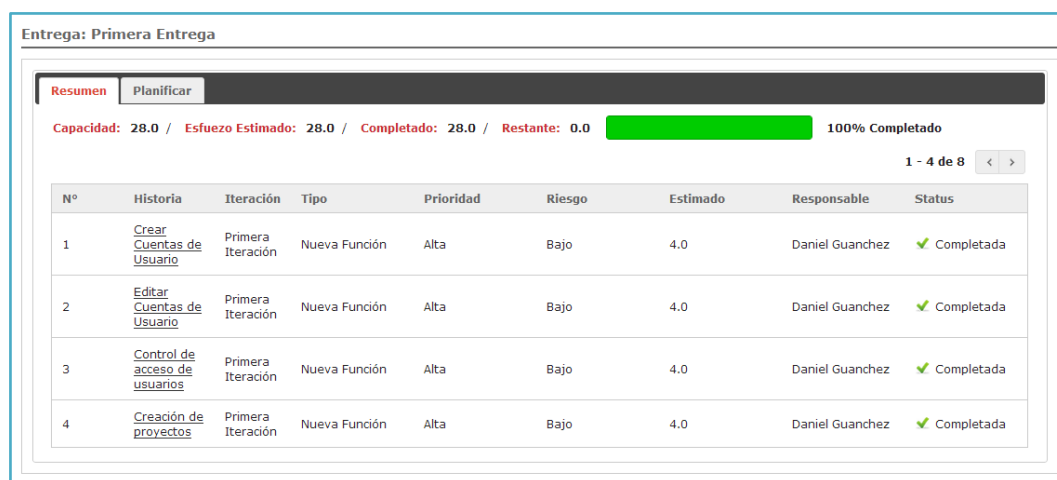 Entrega: Primera Entrega
Resumen Planificar
Capacidad: 28.0 / Esfuezo Estimado: 28.0 / Completado: 28.0 / Restante: 0.0 100% Completado
1 - 4 de 8 < >
Nº Historia Iteración Tipo Prioridad Riesgo Estimado Responsable Status
1 Crear Cuentas de Usuario Primera Iteración Nueva Función Alta Bajo 4.0 Daniel Guanchez Completada
2 Editar Cuentas de Usuario Primera Iteración Nueva Función Alta Bajo 4.0 Daniel Guanchez Completada
3 Control de acceso de usuarios Primera Iteración Nueva Función Alta Bajo 4.0 Daniel Guanchez Completada
4 Creación de proyectos Primera Iteración Nueva Función Alta Bajo 4.0 Daniel Guanchez Completada